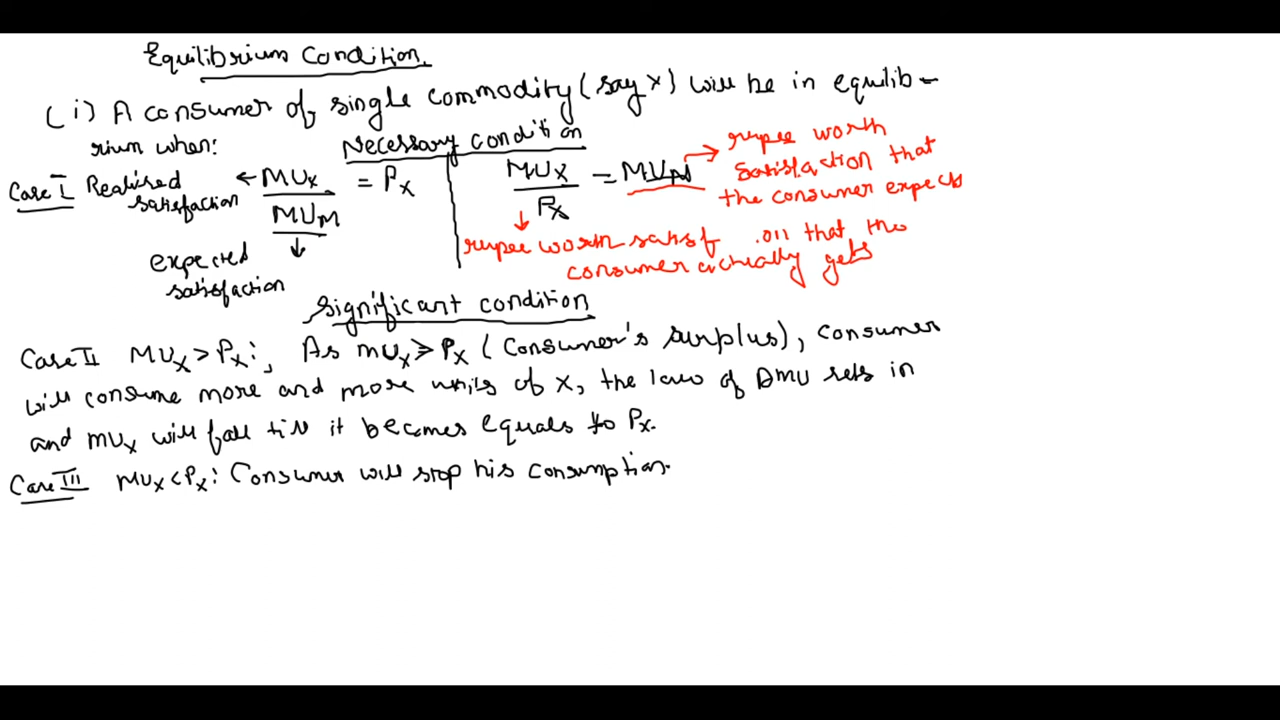 Equilibrium Condition.
(i) A consumer of single commodity (say x) will be in equilib-
rium when:
Necessary condition
Case I Realised satisfaction ← MUx / MUM = Px
expected satisfaction
MUx / Px = MUM → rupee worth
satisfaction that
the consumer expects
rupee worth satisf that the
consumer actually gets
Significant condition
Case II MUx > Px:, As MUx > Px (Consumer's surplus), consumer
will consume more and more units of x, the law of DMU sets in
and MUx will fall till it becomes equals to Px.
Case III MUx < Px: Consumer will stop his consumption.